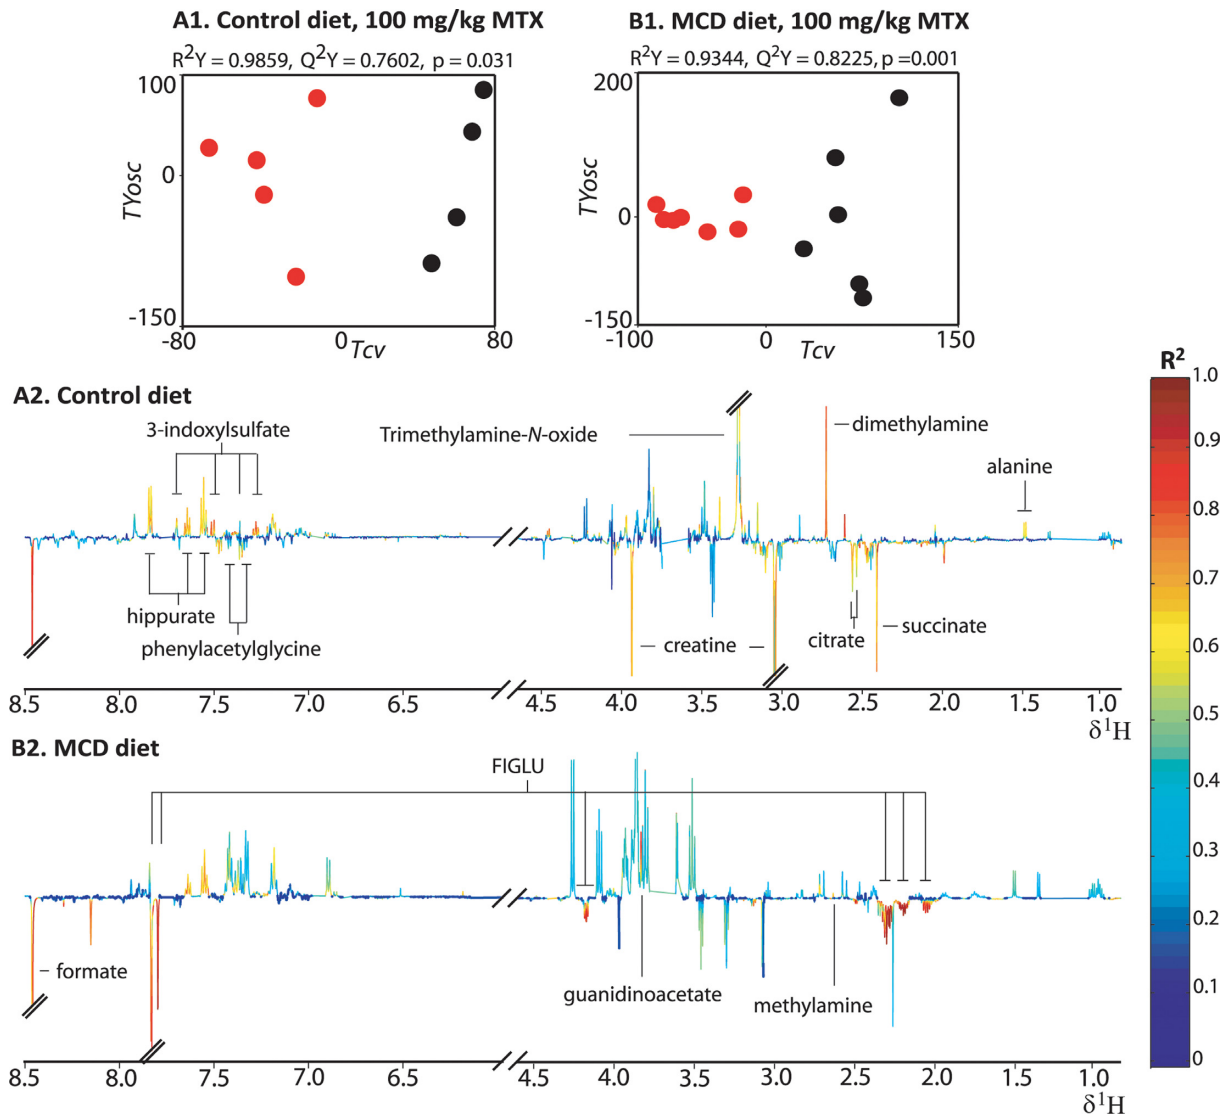 A1. Control diet, 100 mg/kg MTX
R²Y = 0.9859, Q²Y = 0.7602, p = 0.031
100
0
-150
TYosc
-80
0
80
Tcv
B1. MCD diet, 100 mg/kg MTX
R²Y = 0.9344, Q²Y = 0.8225, p =0.001
200
0
-150
TYosc
-100
0
150
Tcv
A2. Control diet
3-indoxylsulfate
Trimethylamine-N-oxide
dimethylamine
alanine
hippurate
phenylacetylglycine
creatine
citrate
succinate
8.5 8.0 7.5 7.0 6.5 4.5 4.0 3.5 3.0 2.5 2.0 1.5 1.0
δ¹H
B2. MCD diet
FIGLU
formate
guanidinoacetate
methylamine
8.5 8.0 7.5 7.0 6.5 4.5 4.0 3.5 3.0 2.5 2.0 1.5 1.0
δ¹H
R²
1.0
0.9
0.8
0.7
0.6
0.5
0.4
0.3
0.2
0.1
0